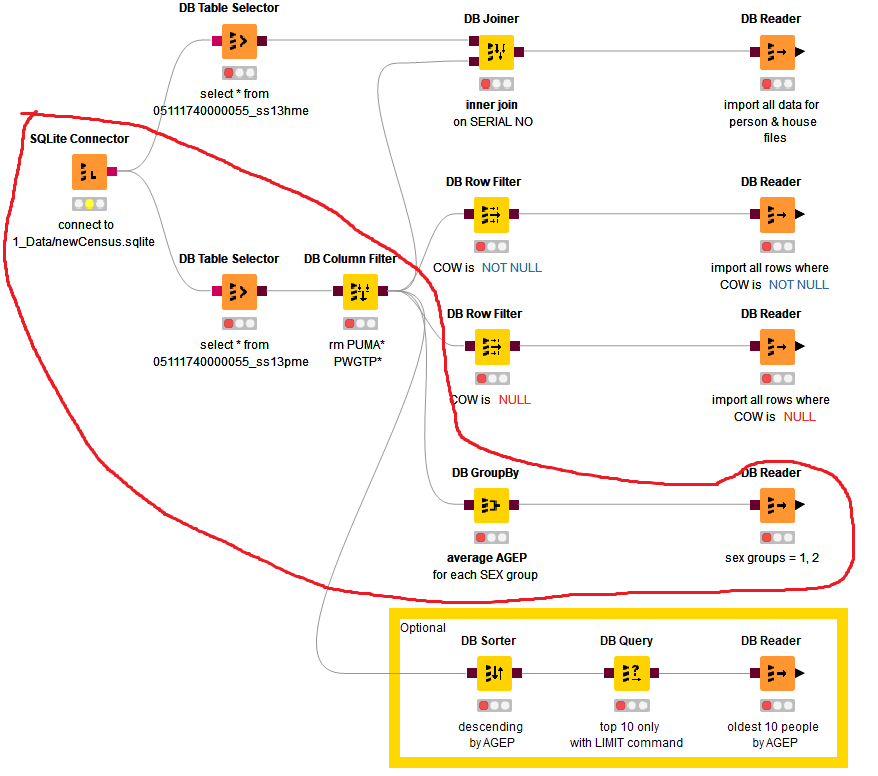 DB Table Selector
select * from
05111740000055_ss13hme
DB Joiner
inner join
on SERIAL NO
DB Reader
import all data for
person & house
files
SQLite Connector
connect to
1_Data/newCensus.sqlite
DB Row Filter
COW is NOT NULL
DB Reader
import all rows where
COW is NOT NULL
DB Table Selector
select * from
05111740000055_ss13pme
DB Column Filter
rm PUMA*
PWGTP*
DB Row Filter
COW is NULL
DB Reader
import all rows where
COW is NULL
DB GroupBy
average AGEP
for each SEX group
DB Reader
sex groups = 1, 2
Optional
DB Sorter
descending
by AGEP
DB Query
top 10 only
with LIMIT command
DB Reader
oldest 10 people
by AGEP